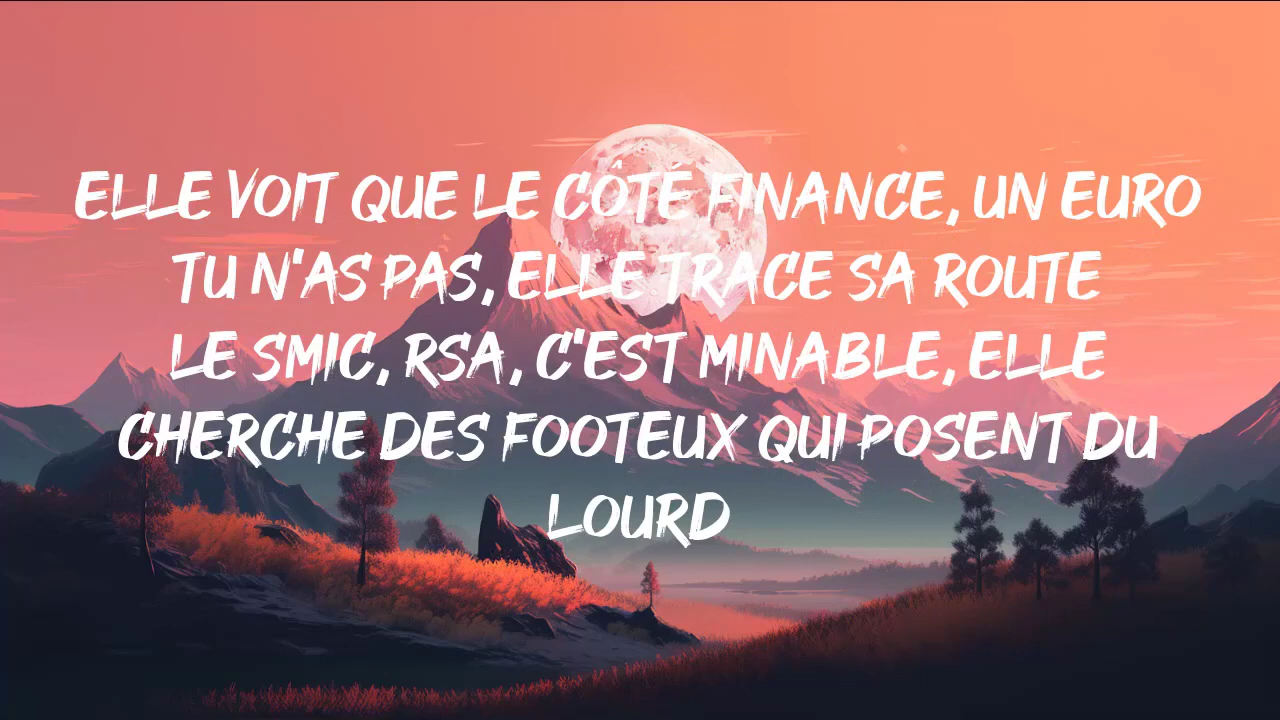 ELLE VOIT QUE LE CÔTÉ FINANCE, UN EURO
TU N'AS PAS, ELLE TRACE SA ROUTE
LE SMIC, RSA, C'EST MINABLE, ELLE
CHERCHE DES FOOTEUX QUI POSENT DU
LOURD